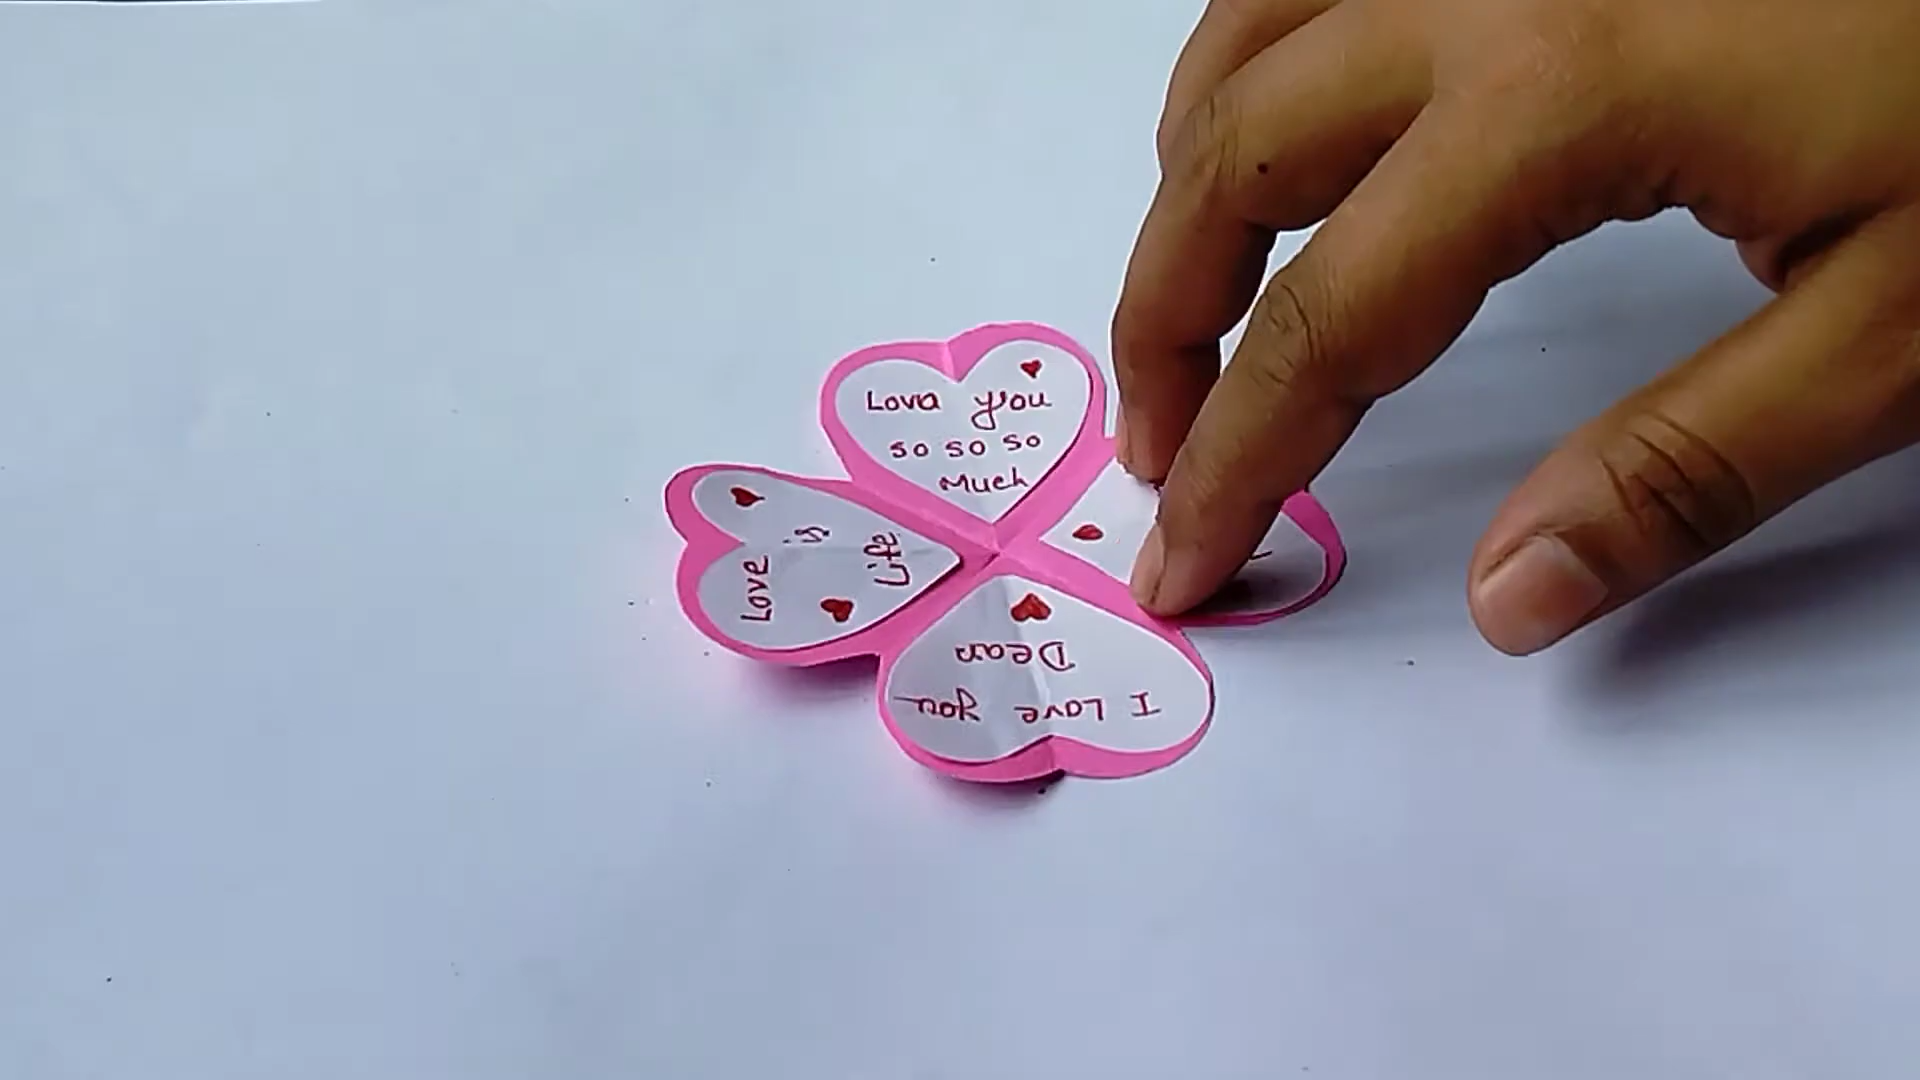 Lova you
so so so
Much
Love
is
Life
I Love you
Dear